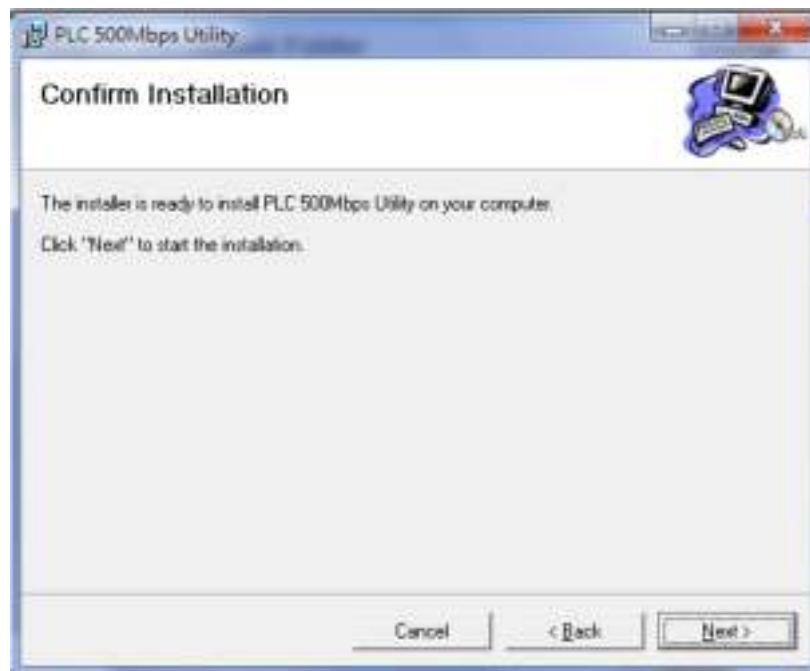 PLC 500Mbps Utility
Confirm Installation
The installer is ready to install PLC 500Mbps Utility on your computer.
Click "Next" to start the installation.
Cancel
< Back
Next >